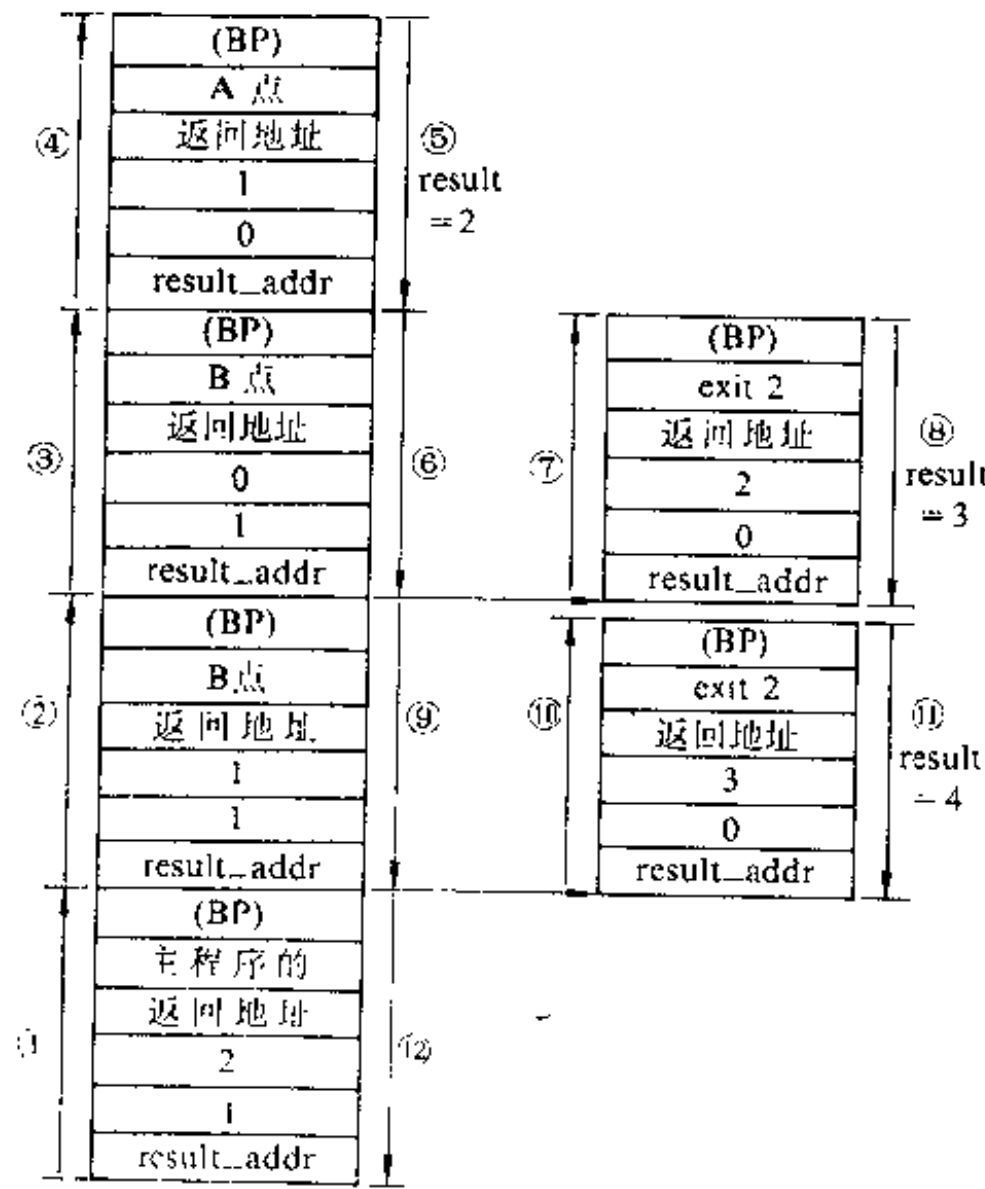 (BP)
A 点
返回地址
1
0
result_addr
④
⑤
result
=2
(BP)
B 点
返回地址
0
1
result_addr
③
⑥
(BP)
B点
返回地址
1
1
result_addr
②
⑨
(BP)
主程序的
返回地址
2
1
result_addr
①
⑫
(BP)
exit 2
返回地址
2
0
result_addr
⑦
⑧
result
=3
(BP)
exit 2
返回地址
3
0
result_addr
⑩
⑪
result
=4